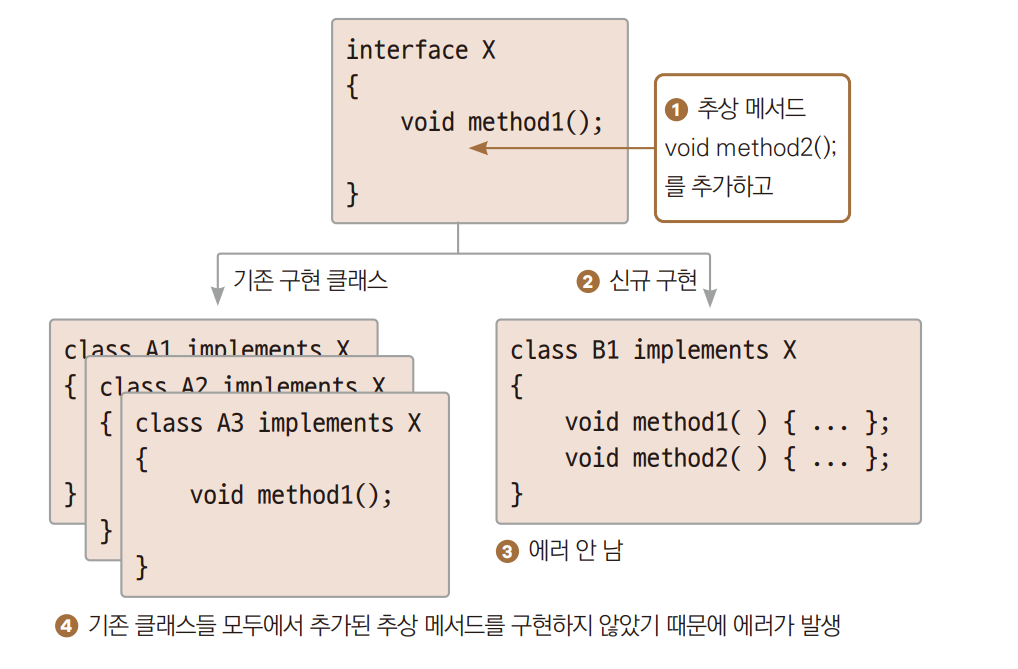 interface X
{
void method1();
}
❶ 추상 메서드
void method2();
를 추가하고
기존 구현 클래스
❷ 신규 구현
class A1 implements X
{
}
class A2 implements X
{
}
class A3 implements X
{
void method1();
}
class B1 implements X
{
void method1( ) { ... };
void method2( ) { ... };
}
❸ 에러 안 남
❹ 기존 클래스들 모두에서 추가된 추상 메서드를 구현하지 않았기 때문에 에러가 발생